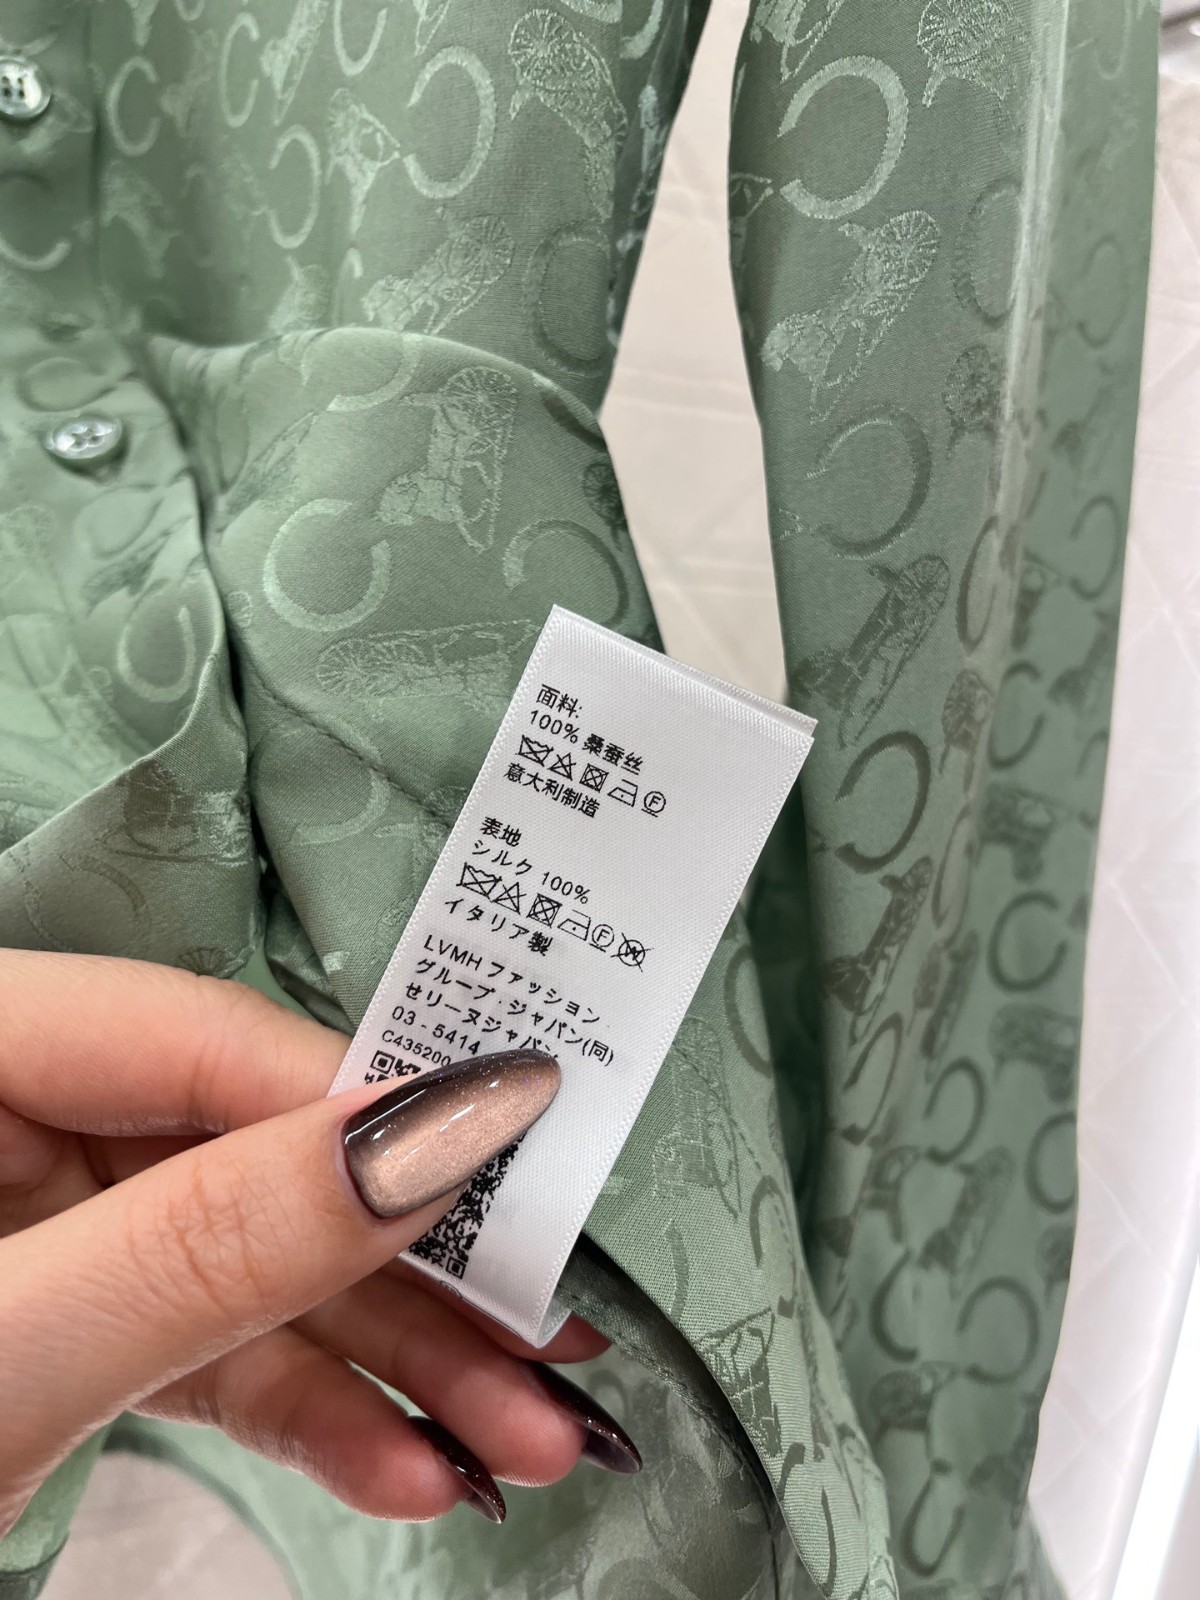 面料:
100% 桑蚕丝
F
意大利制造
表地
シルク 100%
F W
イタリア製
LVMH ファッション
グループ・ジャパン(同)
せリーヌジャパン
03 - 5414
C435200